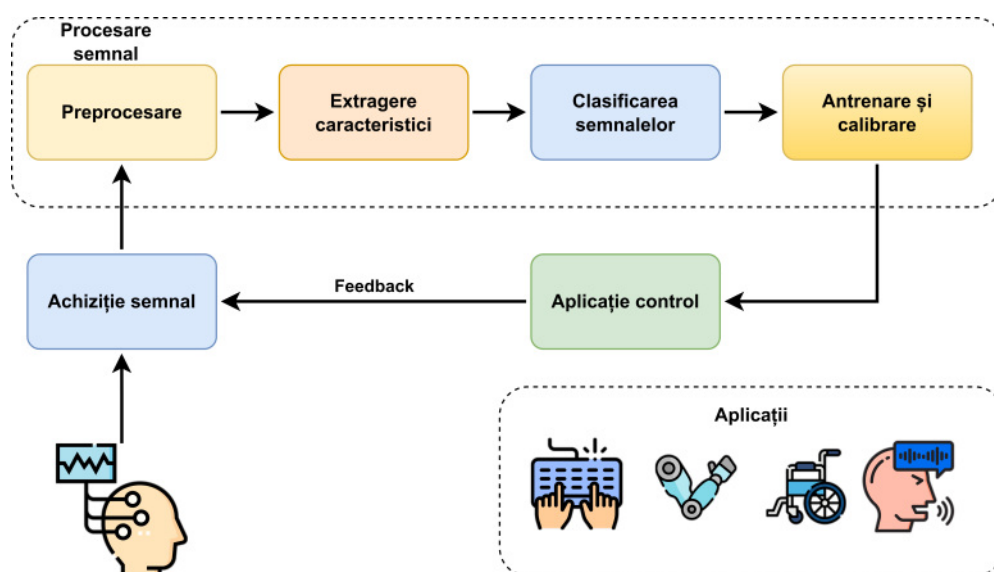 Procesare
semnal
Preprocesare
Extragere
caracteristici
Clasificarea
semnalelor
Antrenare și
calibrare
Achiziție semnal
Feedback
Aplicație control
Aplicații